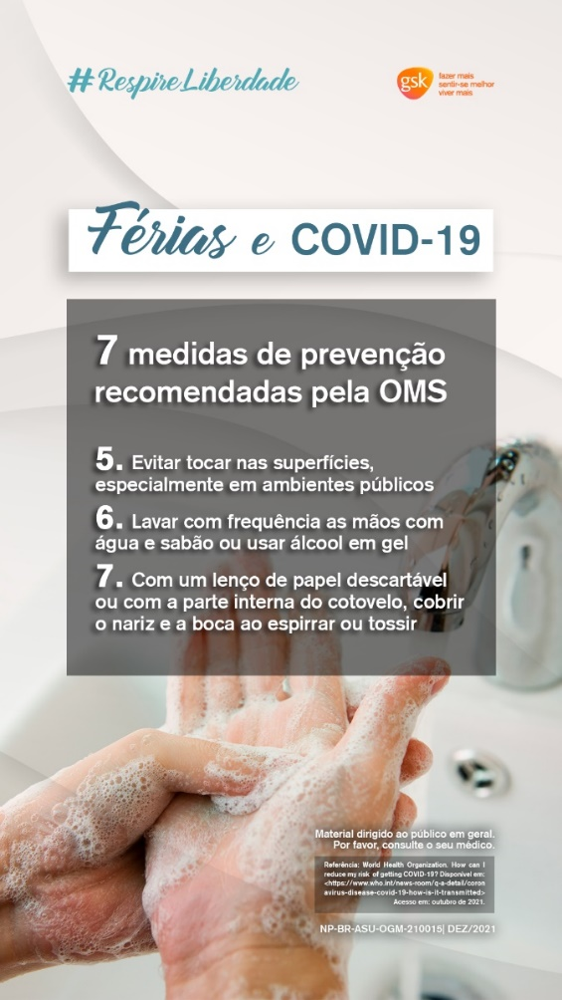 #RespireLiberdade
gsk
fazer mais
sentir-se melhor
viver mais
Férias e COVID-19
7 medidas de prevenção
recomendadas pela OMS
5. Evitar tocar nas superfícies,
especialmente em ambientes públicos
6. Lavar com frequência as mãos com
água e sabão ou usar álcool em gel
7. Com um lenço de papel descartável
ou com a parte interna do cotovelo, cobrir
o nariz e a boca ao espirrar ou tossir
Material dirigido ao público em geral.
Por favor, consulte o seu médico.
Referência: World Health Organization. How can I
reduce my risk of getting COVID-19? Disponível em:
<https://www.who.int/news-room/q-a-detail/coron
avirus-disease-covid-19-how-is-it-transmitted>
Acesso em: outubro de 2021.
NP-BR-ASU-OGM-210015| DEZ/2021